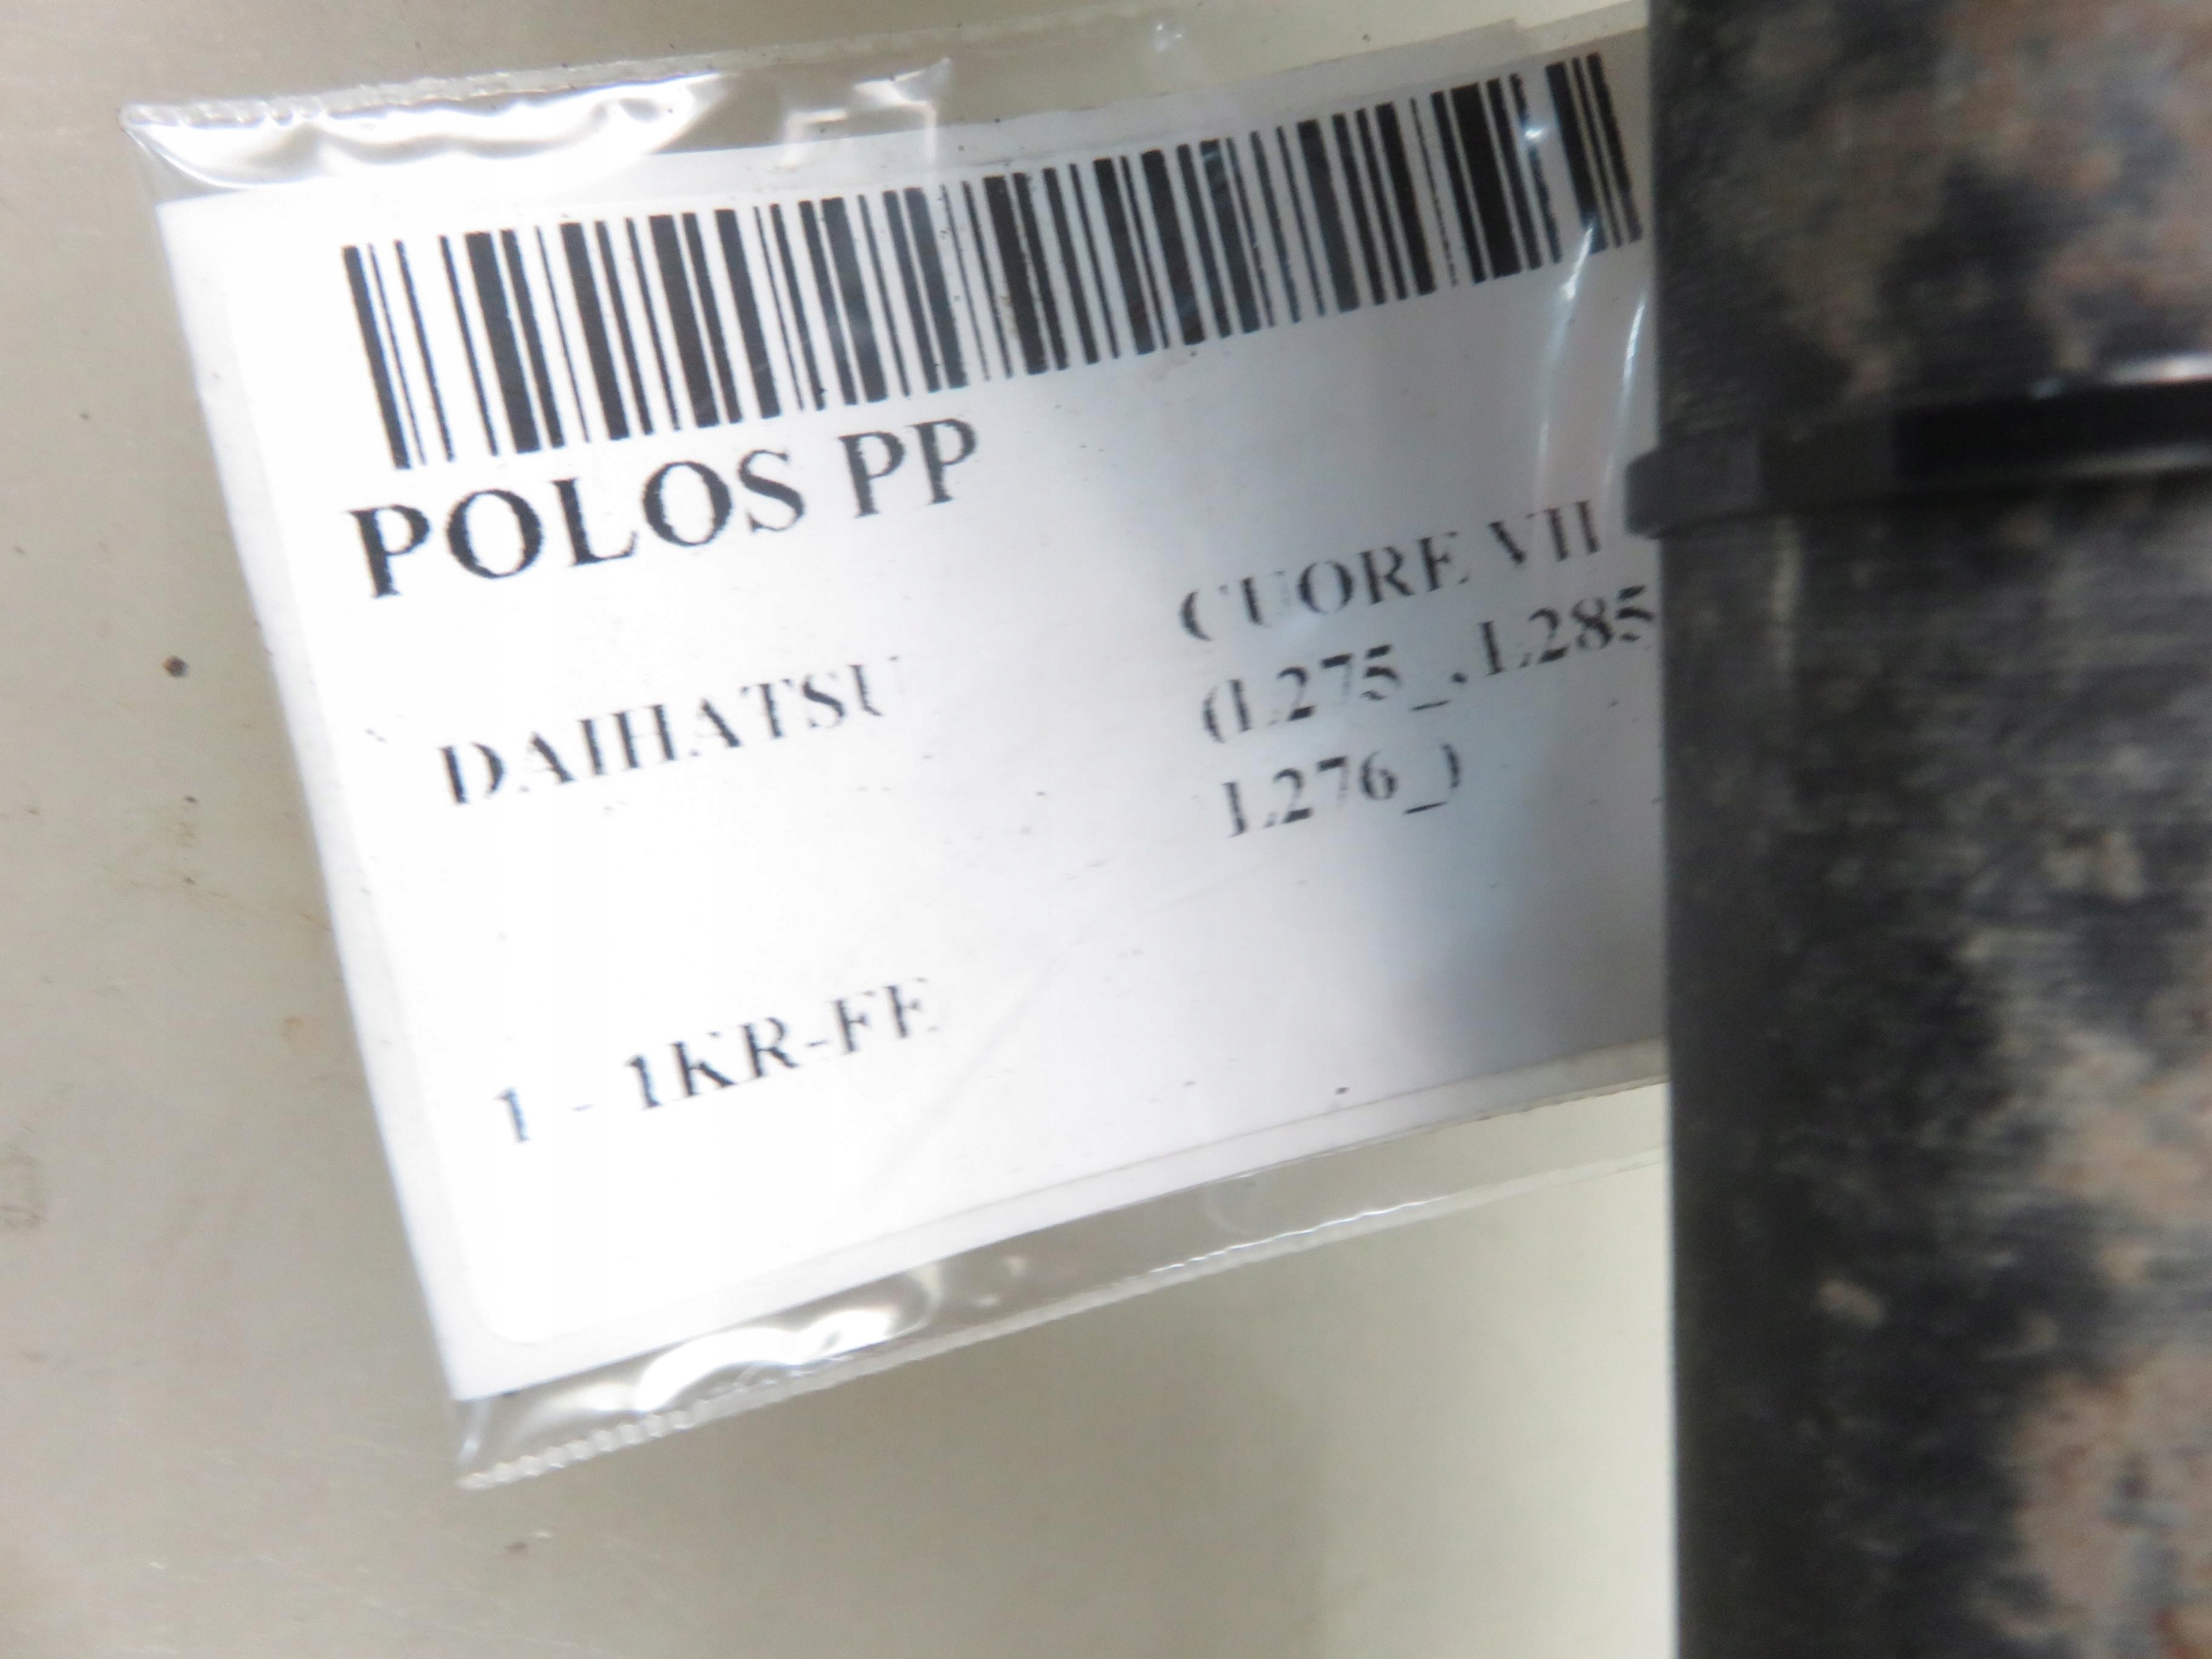 POLOS PP
CUORE VII
DAIHATSU
(L275_, L285
L276_)
1 - 1KR-FE